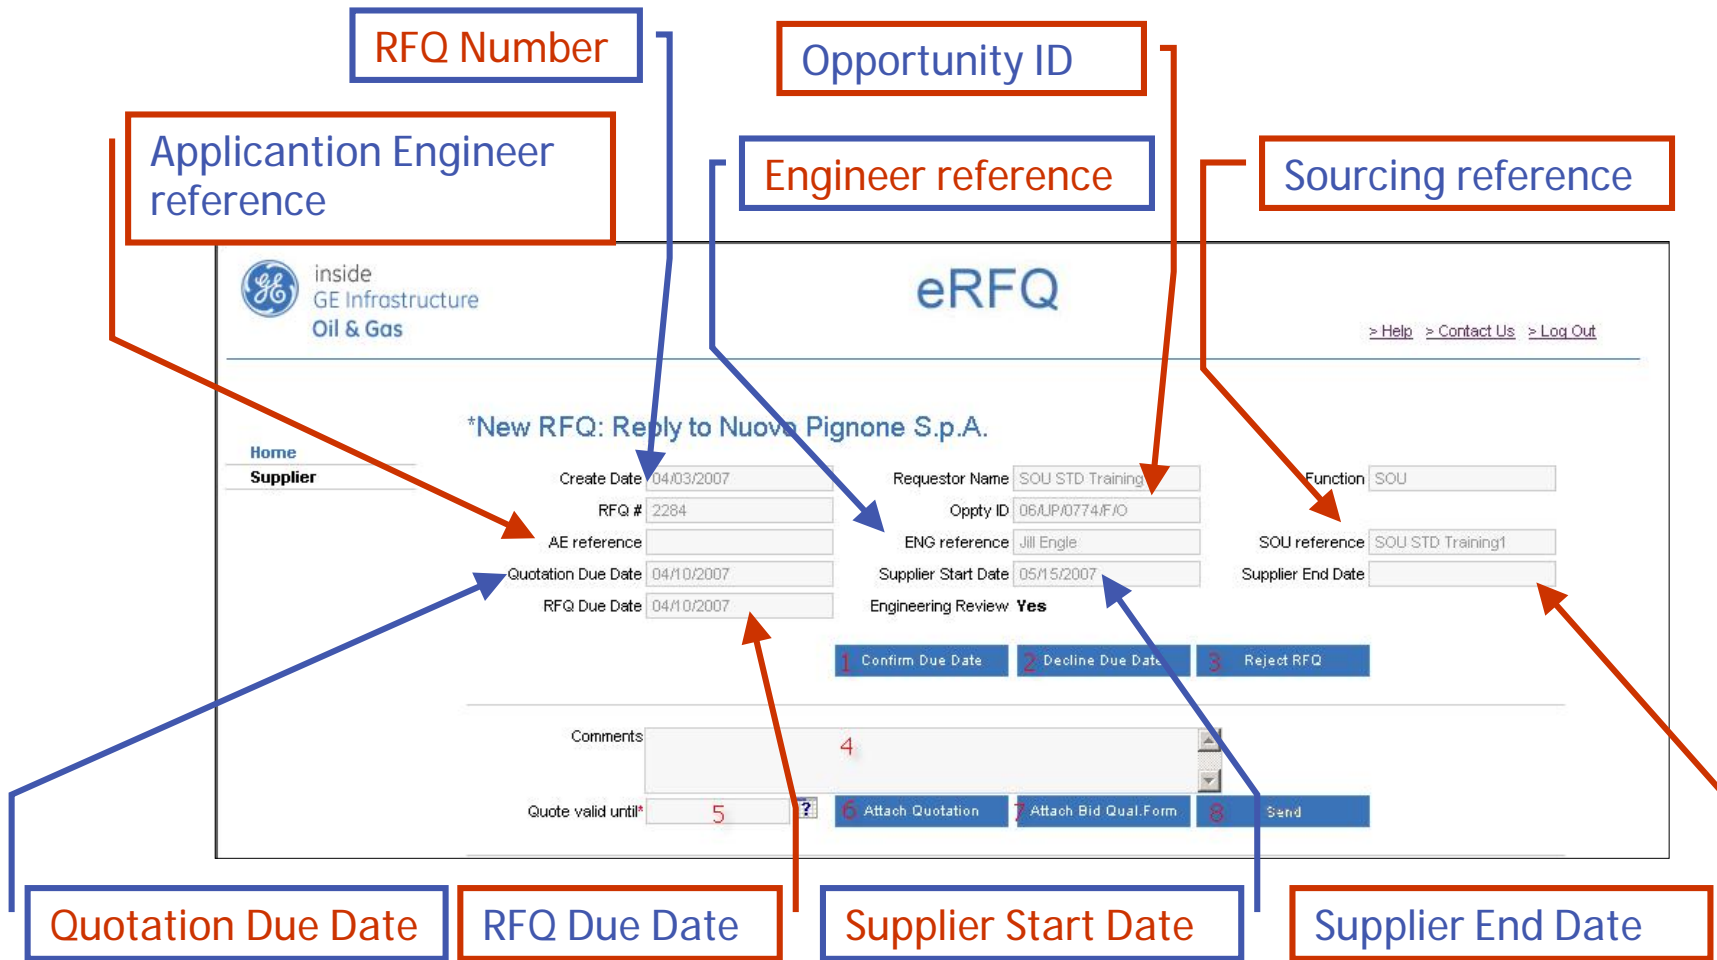 RFQ Number
Opportunity ID
Applicantion Engineer
reference
Engineer reference
Sourcing reference
inside
GE Infrastructure
Oil & Gas
eRFQ
> Help > Contact Us > Log Out
*New RFQ: Reply to Nuovo Pignone S.p.A.
Home
Supplier
Create Date 04/03/2007 Requestor Name SOU STD Training Function SOU
RFQ # 2284 Oppty ID 06/UP/0774/F/O
AE reference ENG reference Jill Engle SOU reference SOU STD Training1
Quotation Due Date 04/10/2007 Supplier Start Date 05/15/2007 Supplier End Date
RFQ Due Date 04/10/2007 Engineering Review Yes
1 Confirm Due Date 2 Decline Due Date 3 Reject RFQ
Comments 4
Quote valid until* 5 ? 6 Attach Quotation 7 Attach Bid Qual.Form 8 Send
Quotation Due Date
RFQ Due Date
Supplier Start Date
Supplier End Date